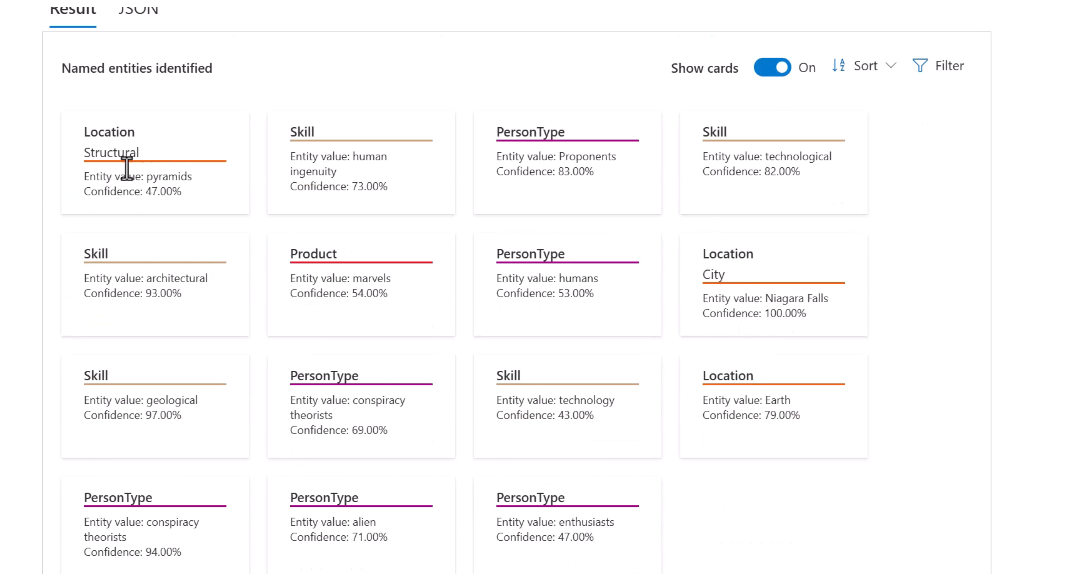 Result JSON
Named entities identified
Show cards On Sort Filter
Location
Structural
Entity value: pyramids
Confidence: 47.00%
Skill
Entity value: human
ingenuity
Confidence: 73.00%
PersonType
Entity value: Proponents
Confidence: 83.00%
Skill
Entity value: technological
Confidence: 82.00%
Skill
Entity value: architectural
Confidence: 93.00%
Product
Entity value: marvels
Confidence: 54.00%
PersonType
Entity value: humans
Confidence: 53.00%
Location
City
Entity value: Niagara Falls
Confidence: 100.00%
Skill
Entity value: geological
Confidence: 97.00%
PersonType
Entity value: conspiracy
theorists
Confidence: 69.00%
Skill
Entity value: technology
Confidence: 43.00%
Location
Entity value: Earth
Confidence: 79.00%
PersonType
Entity value: conspiracy
theorists
Confidence: 94.00%
PersonType
Entity value: alien
Confidence: 71.00%
PersonType
Entity value: enthusiasts
Confidence: 47.00%